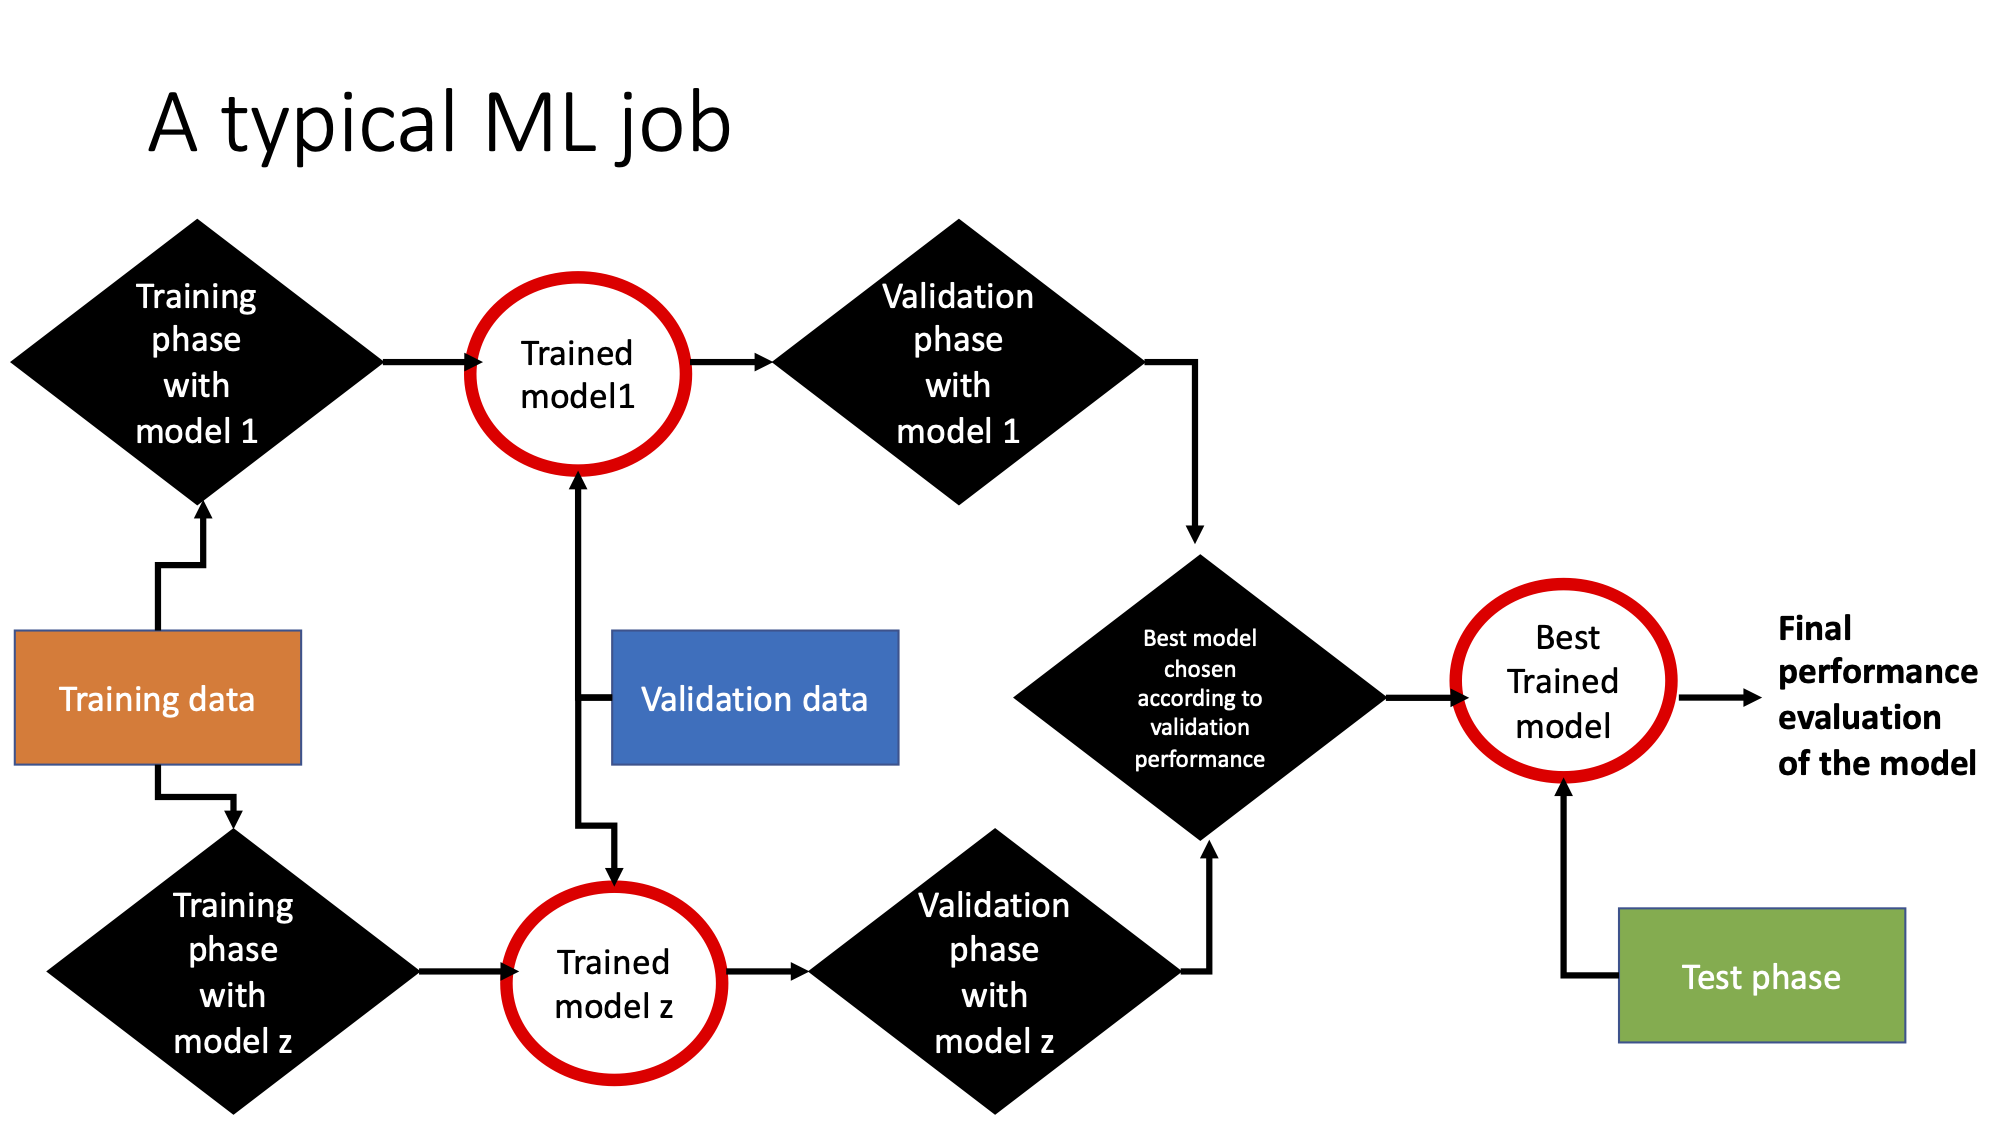 A typical ML job
Training
phase
with
model 1
Trained
model1
Validation
phase
with
model 1
Training data
Validation data
Best model
chosen
according to
validation
performance
Best
Trained
model
Final
performance
evaluation
of the model
Training
phase
with
model z
Trained
model z
Validation
phase
with
model z
Test phase